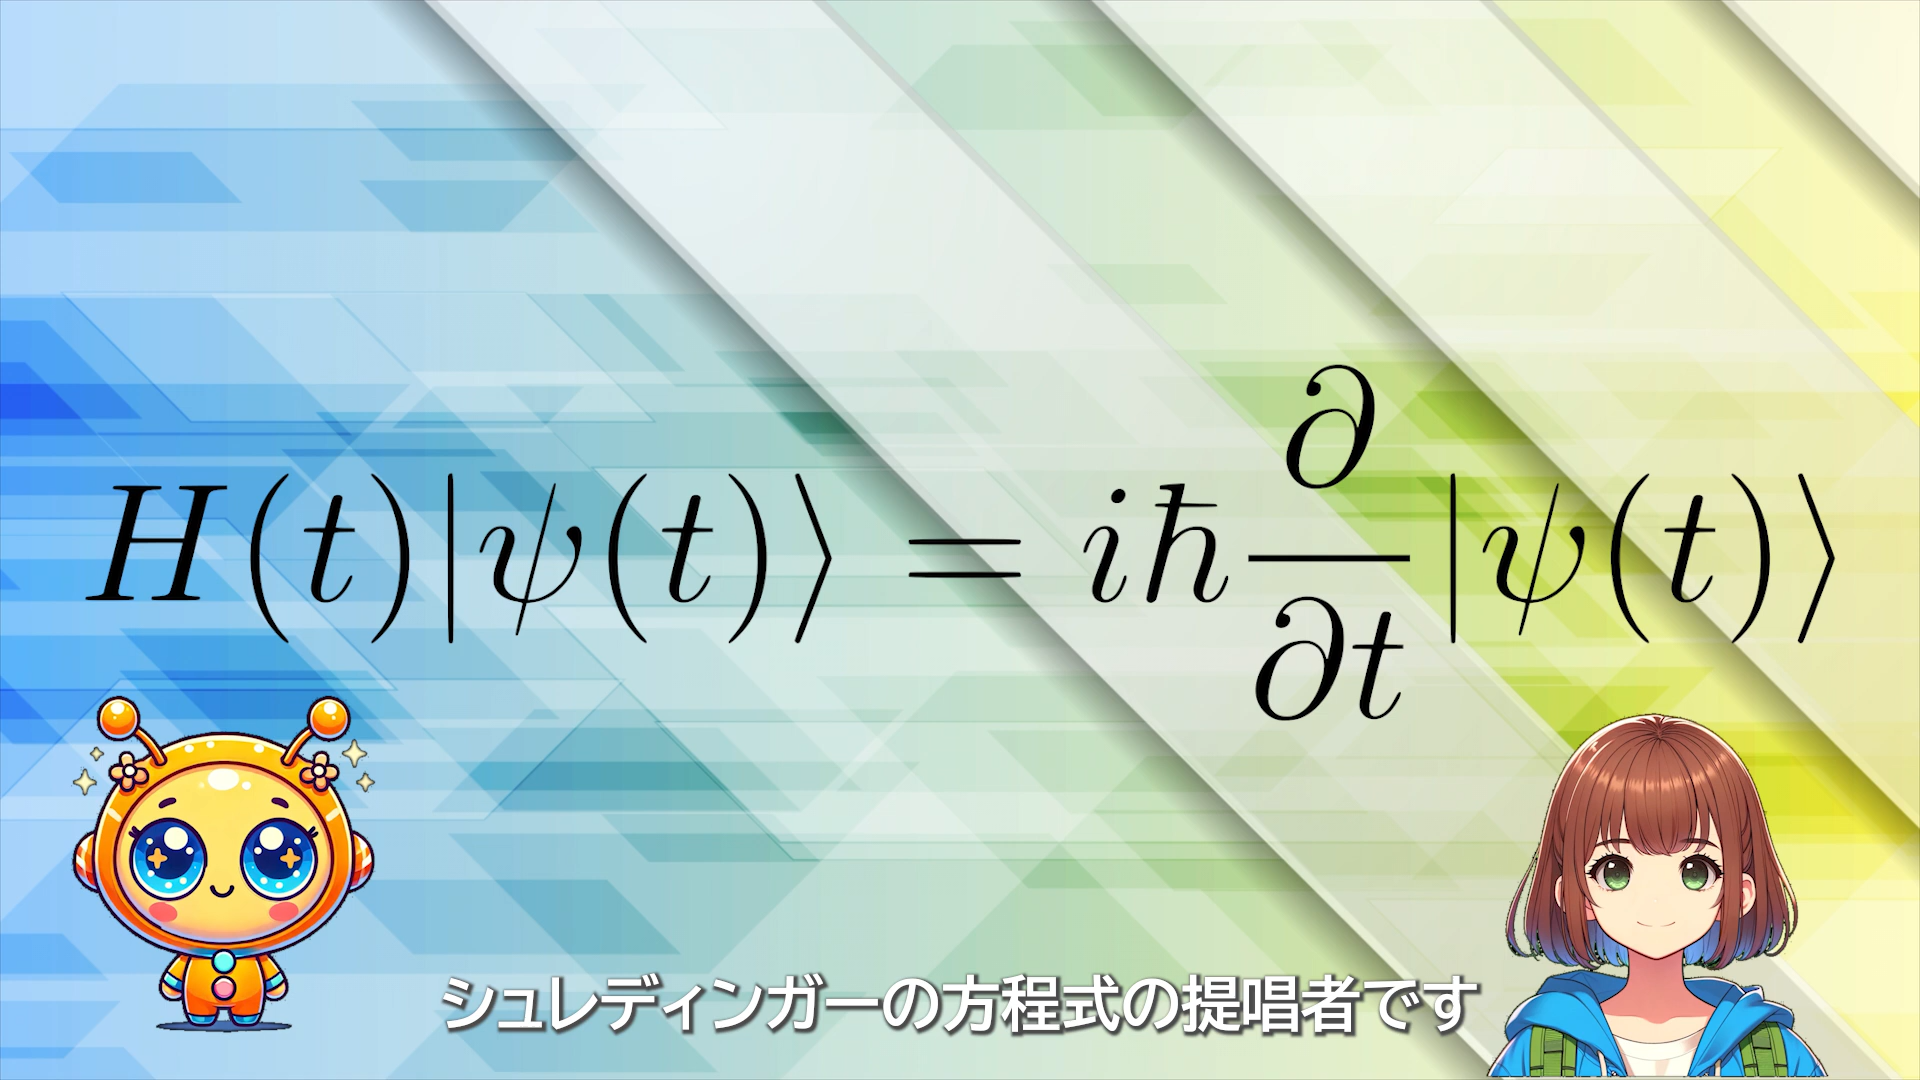 H(t)|ψ(t)⟩ = iℏ ∂/∂t |ψ(t)⟩
シュレディンガーの方程式の提唱者です